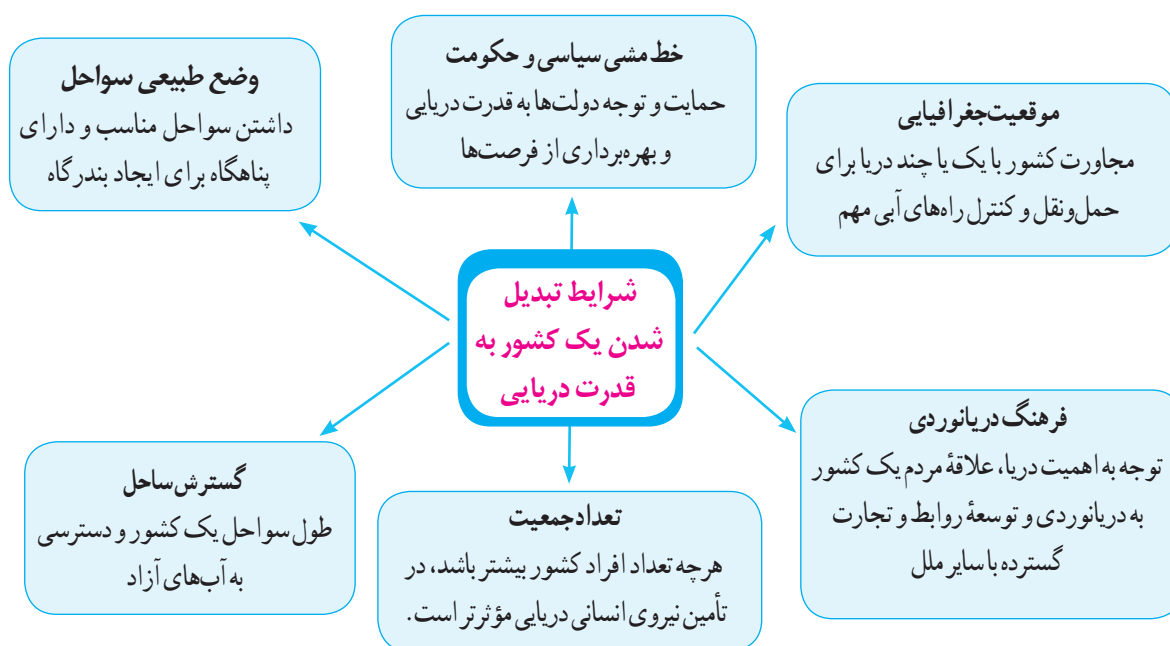 شرایط تبدیل
شدن یک کشور به
قدرت دریایی
موقعیت جغرافیایی
مجاورت کشور با یک یا چند دریا برای
حمل‌ونقل و کنترل راه‌های آبی مهم
خط مشی سیاسی و حکومت
حمایت و توجه دولت‌ها به قدرت دریایی
و بهره‌برداری از فرصت‌ها
وضع طبیعی سواحل
داشتن سواحل مناسب و دارای
پناهگاه برای ایجاد بندرگاه
فرهنگ دریانوردی
توجه به اهمیت دریا، علاقهٔ مردم یک کشور
به دریانوردی و توسعهٔ روابط و تجارت
گسترده با سایر ملل
تعداد جمعیت
هرچه تعداد افراد کشور بیشتر باشد، در
تأمین نیروی انسانی دریایی مؤثرتر است.
گسترش ساحل
طول سواحل یک کشور و دسترسی
به آب‌های آزاد